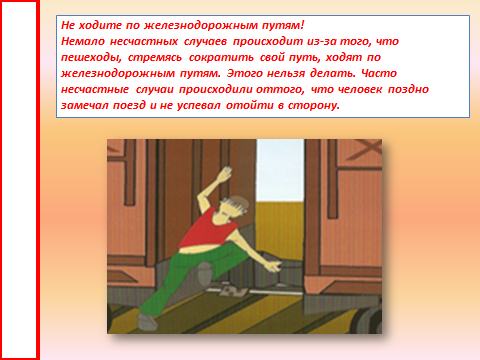 Не ходите по железнодорожным путям!
Немало несчастных случаев происходит из-за того, что
пешеходы, стремясь сократить свой путь, ходят по
железнодорожным путям. Этого нельзя делать. Часто
несчастные случаи происходили оттого, что человек поздно
замечал поезд и не успевал отойти в сторону.